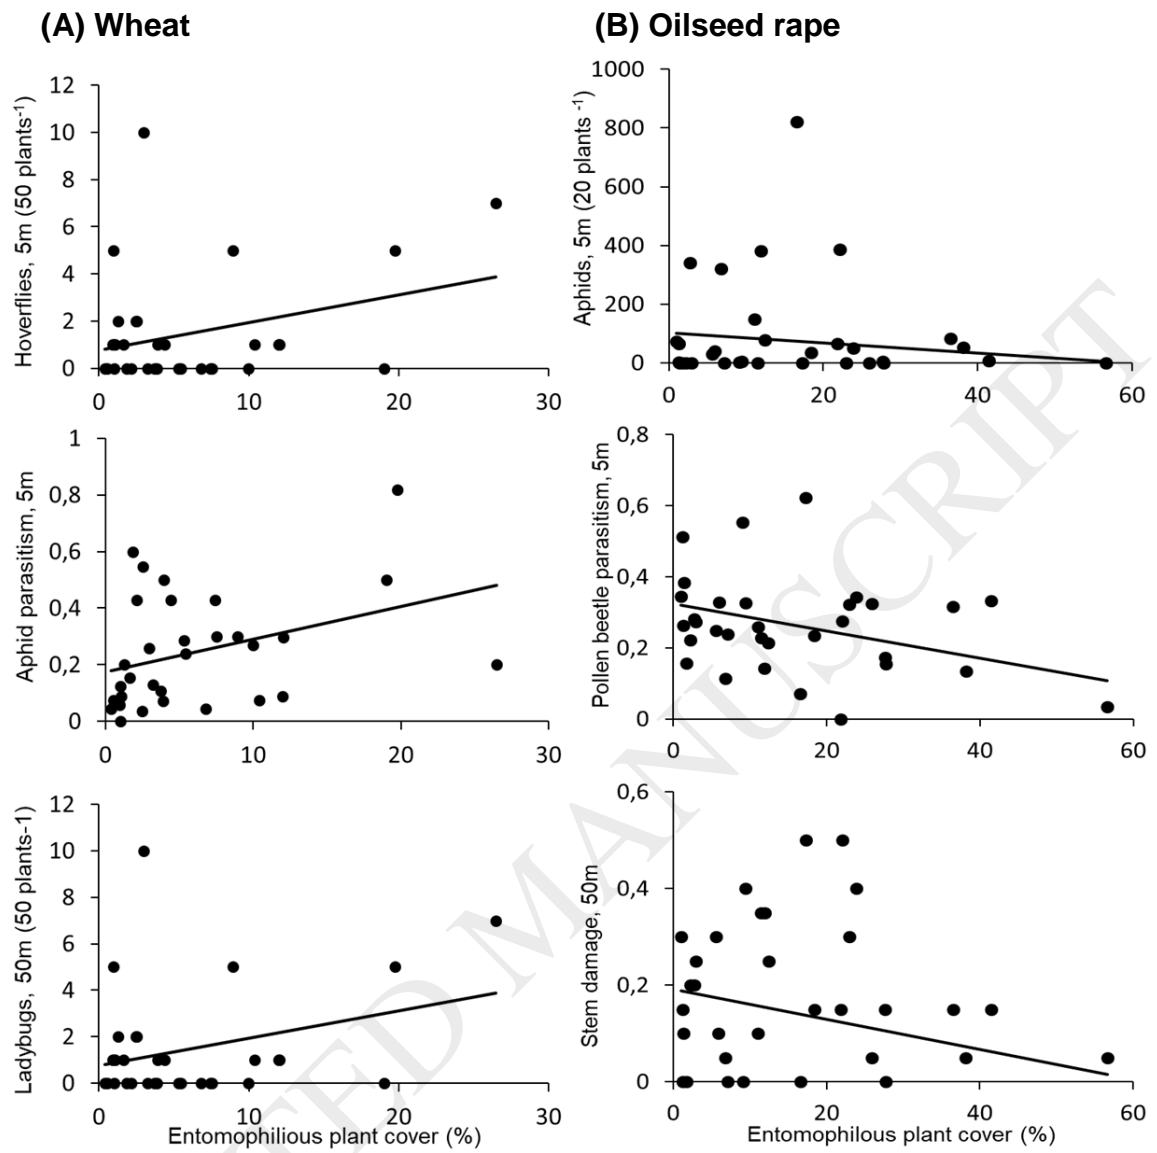 (A) Wheat
(B) Oilseed rape
Hoverflies, 5m (50 plants-1)
12
10
8
6
4
2
0
0 10 20 30
Aphids, 5m (20 plants -1)
1000
800
600
400
200
0
0 20 40 60
Aphid parasitism, 5m
1
0,8
0,6
0,4
0,2
0
0 10 20 30
Pollen beetle parasitism, 5m
0,8
0,6
0,4
0,2
0
0 20 40 60
Ladybugs, 50m (50 plants-1)
12
10
8
6
4
2
0
0 10 20 30
Entomophilious plant cover (%)
Stem damage, 50m
0,6
0,4
0,2
0
0 20 40 60
Entomophilious plant cover (%)
TED MANUSCRIPT